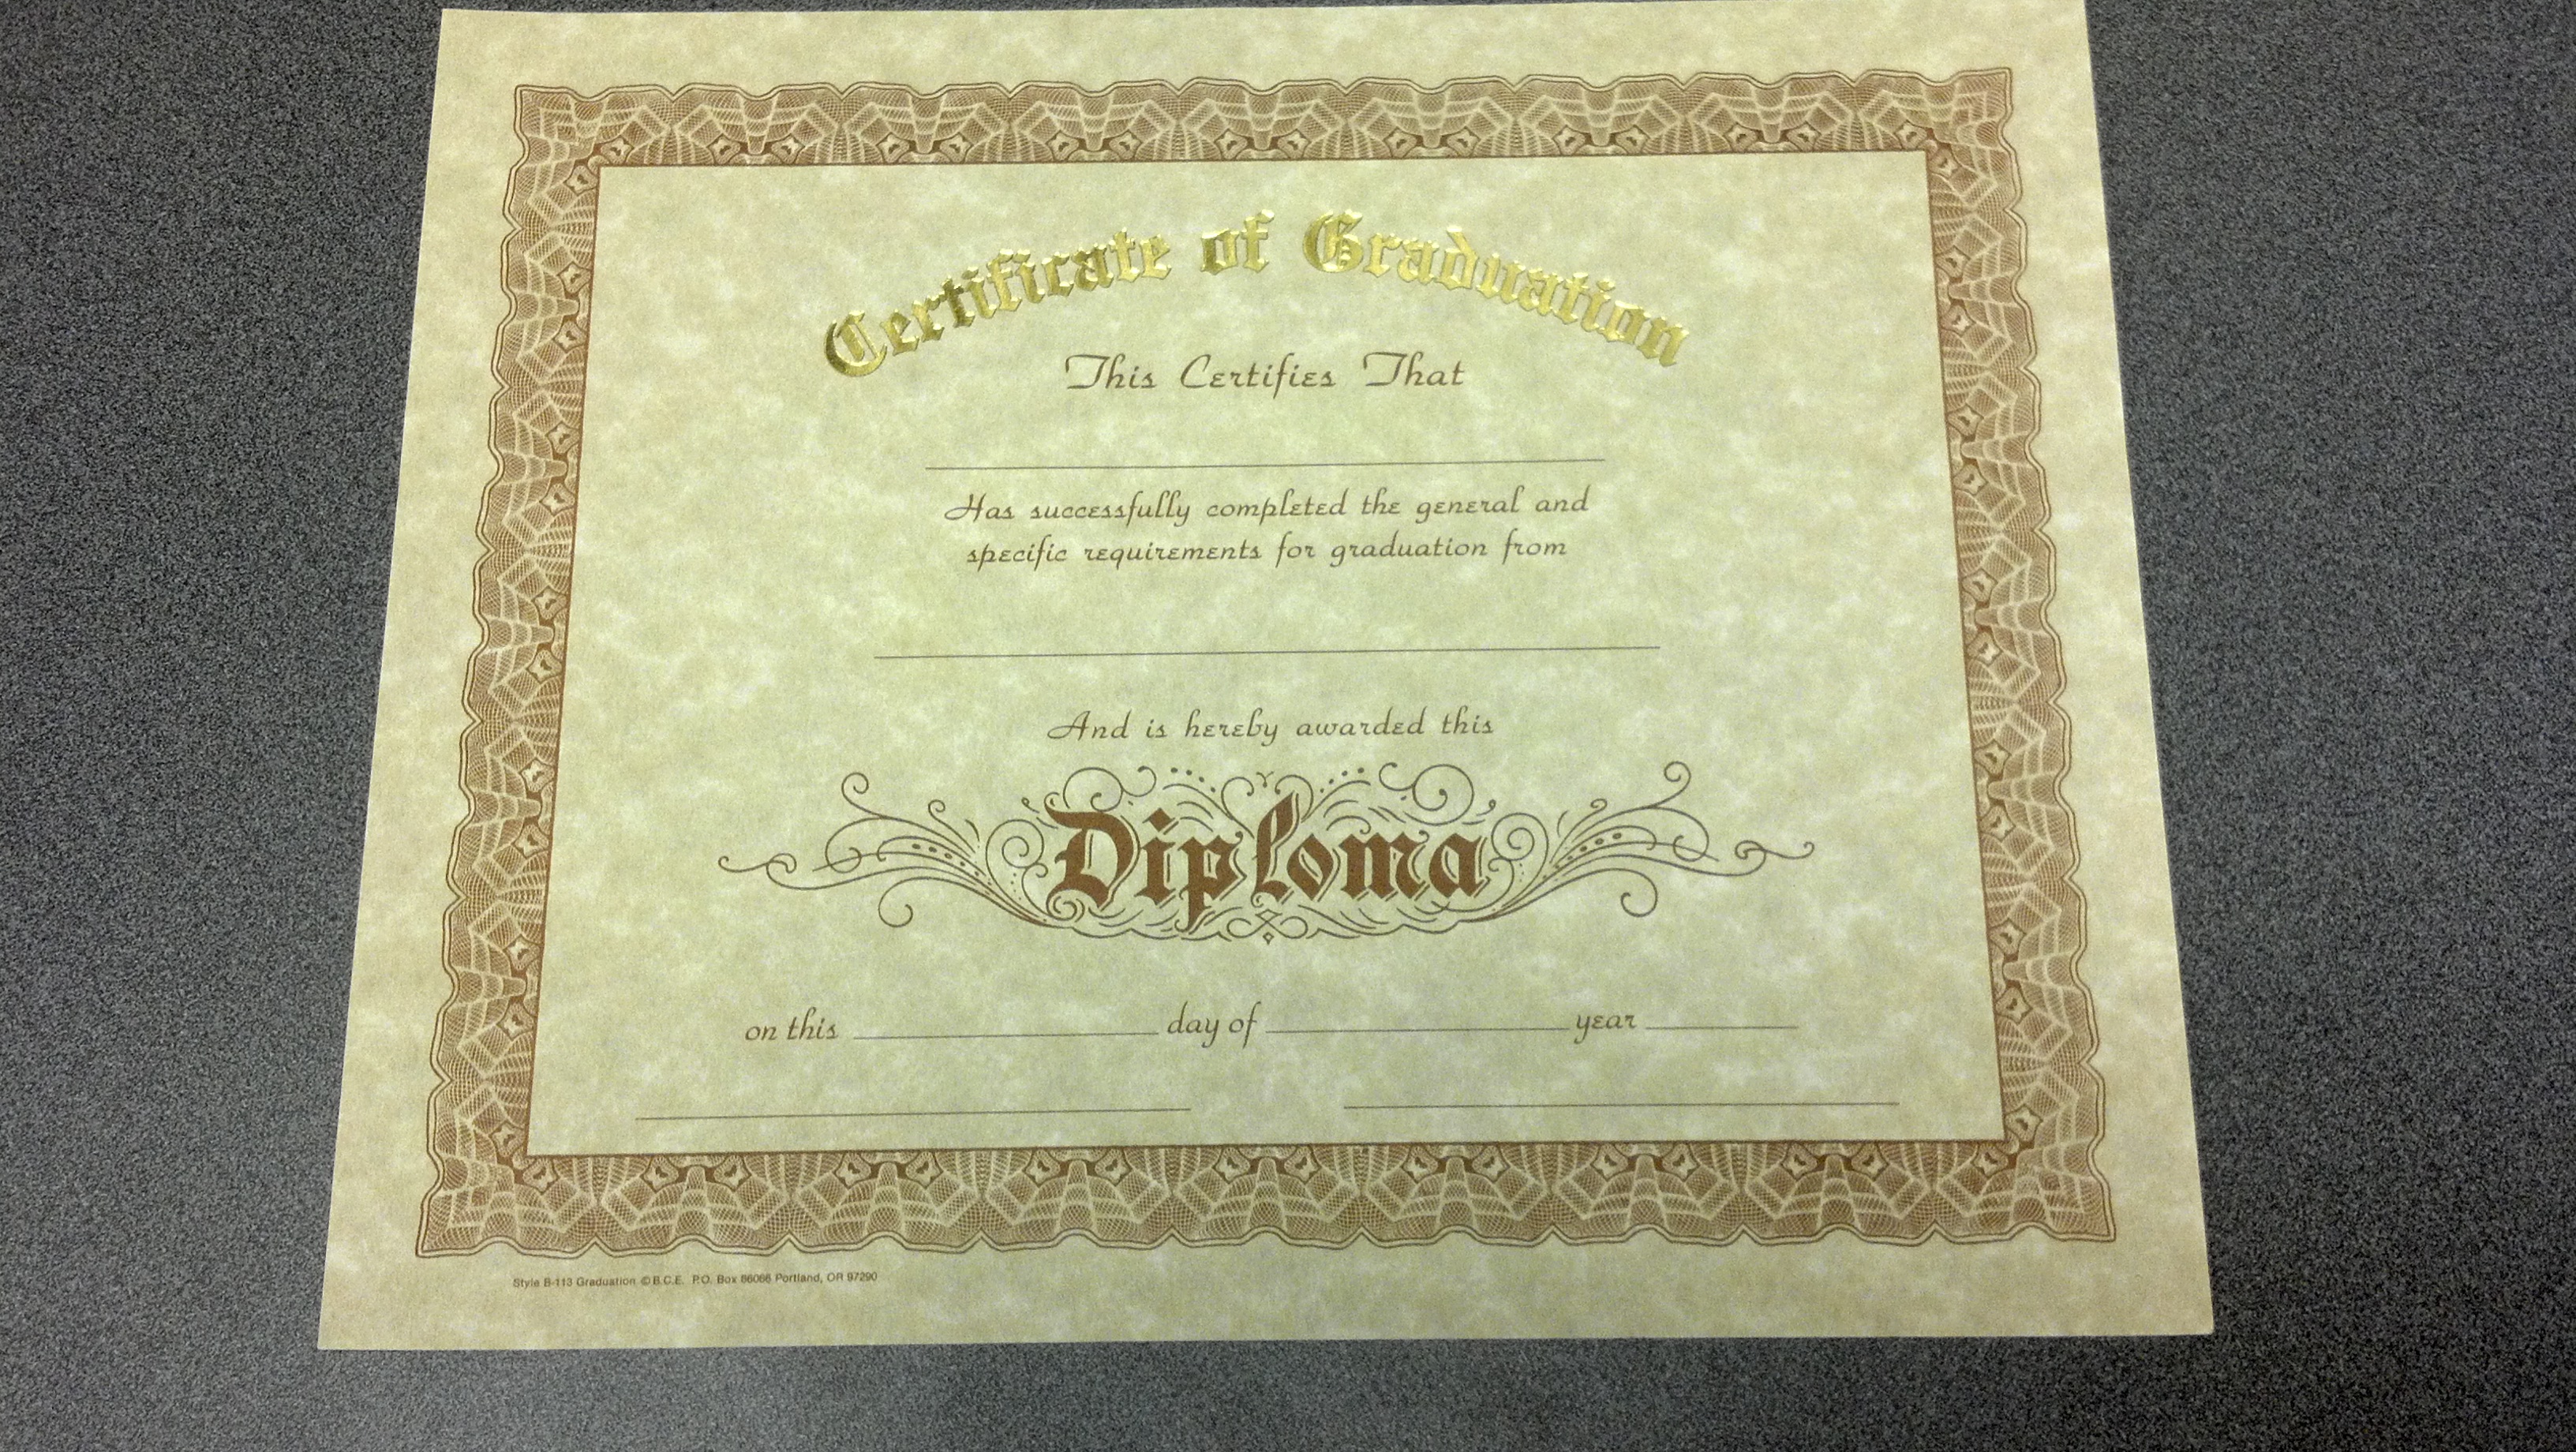 Certificate of Graduation
This Certifies That
Has successfully completed the general and
specific requirements for graduation from
And is hereby awarded this
Diploma
on this day of year
Style B-113 Graduation © B.C.E. P.O. Box 86066 Portland, OR 97290